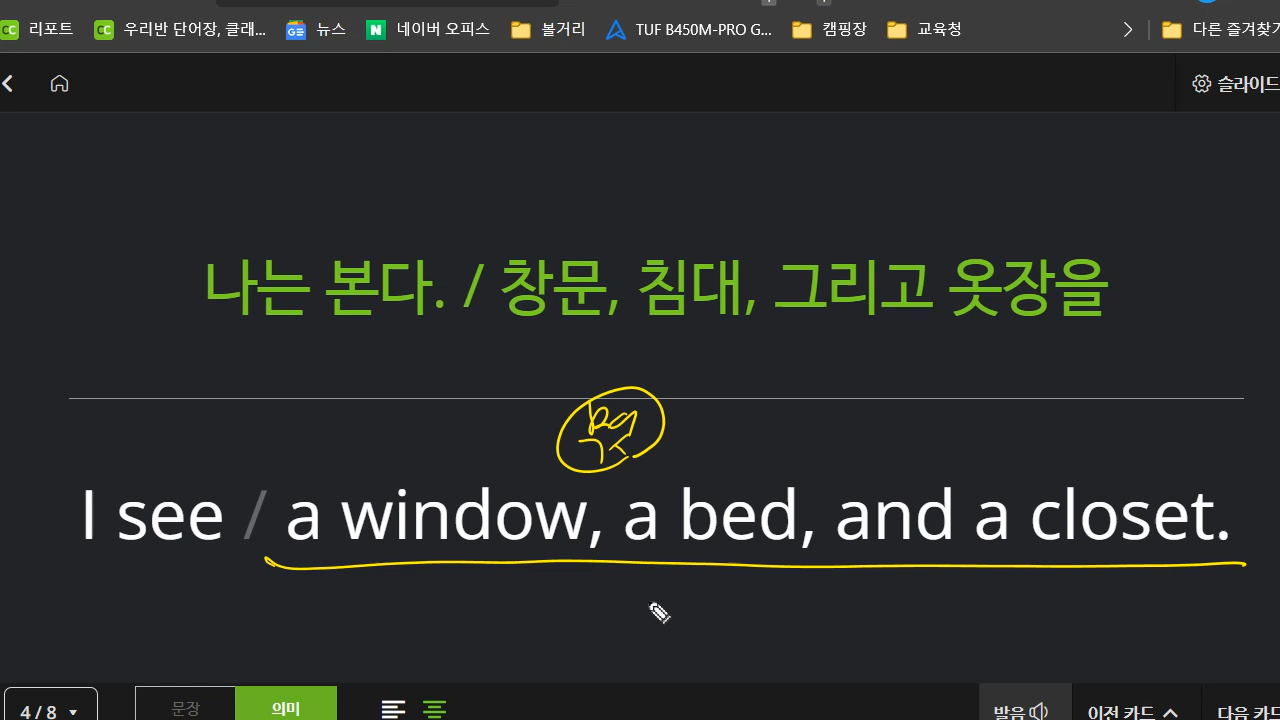 리포트 우리반 단어장, 클래... 뉴스 네이버 오피스 볼거리 TUF B450M-PRO G... 캠핑장 교육청 다른 즐겨찾기
슬라이드
나는 본다. / 창문, 침대, 그리고 옷장을
I see / a window, a bed, and a closet.
4 / 8 문장 의미 발음 이전 카드 다음 카드